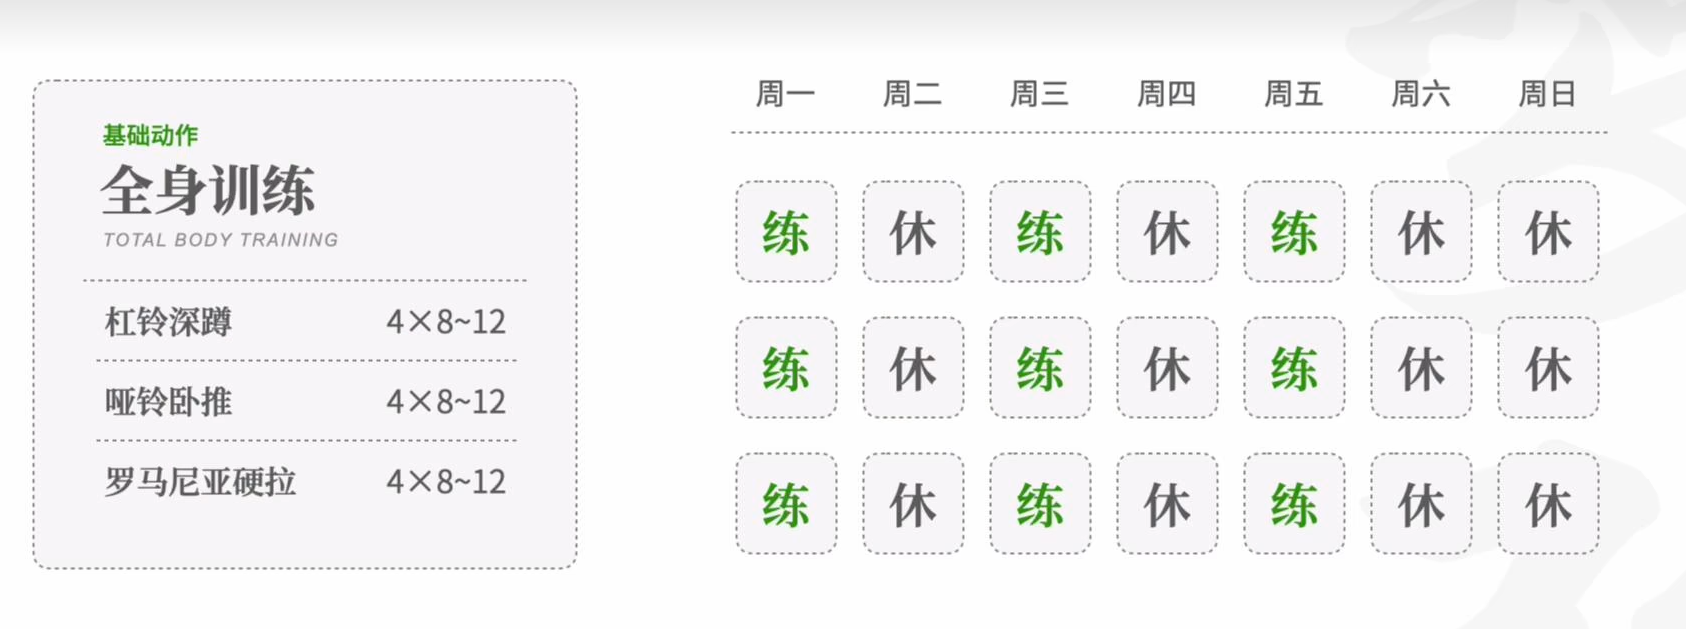 基础动作
全身训练
TOTAL BODY TRAINING
杠铃深蹲 4×8~12
哑铃卧推 4×8~12
罗马尼亚硬拉 4×8~12
周一 周二 周三 周四 周五 周六 周日
练 休 练 休 练 休 休
练 休 练 休 练 休 休
练 休 练 休 练 休 休